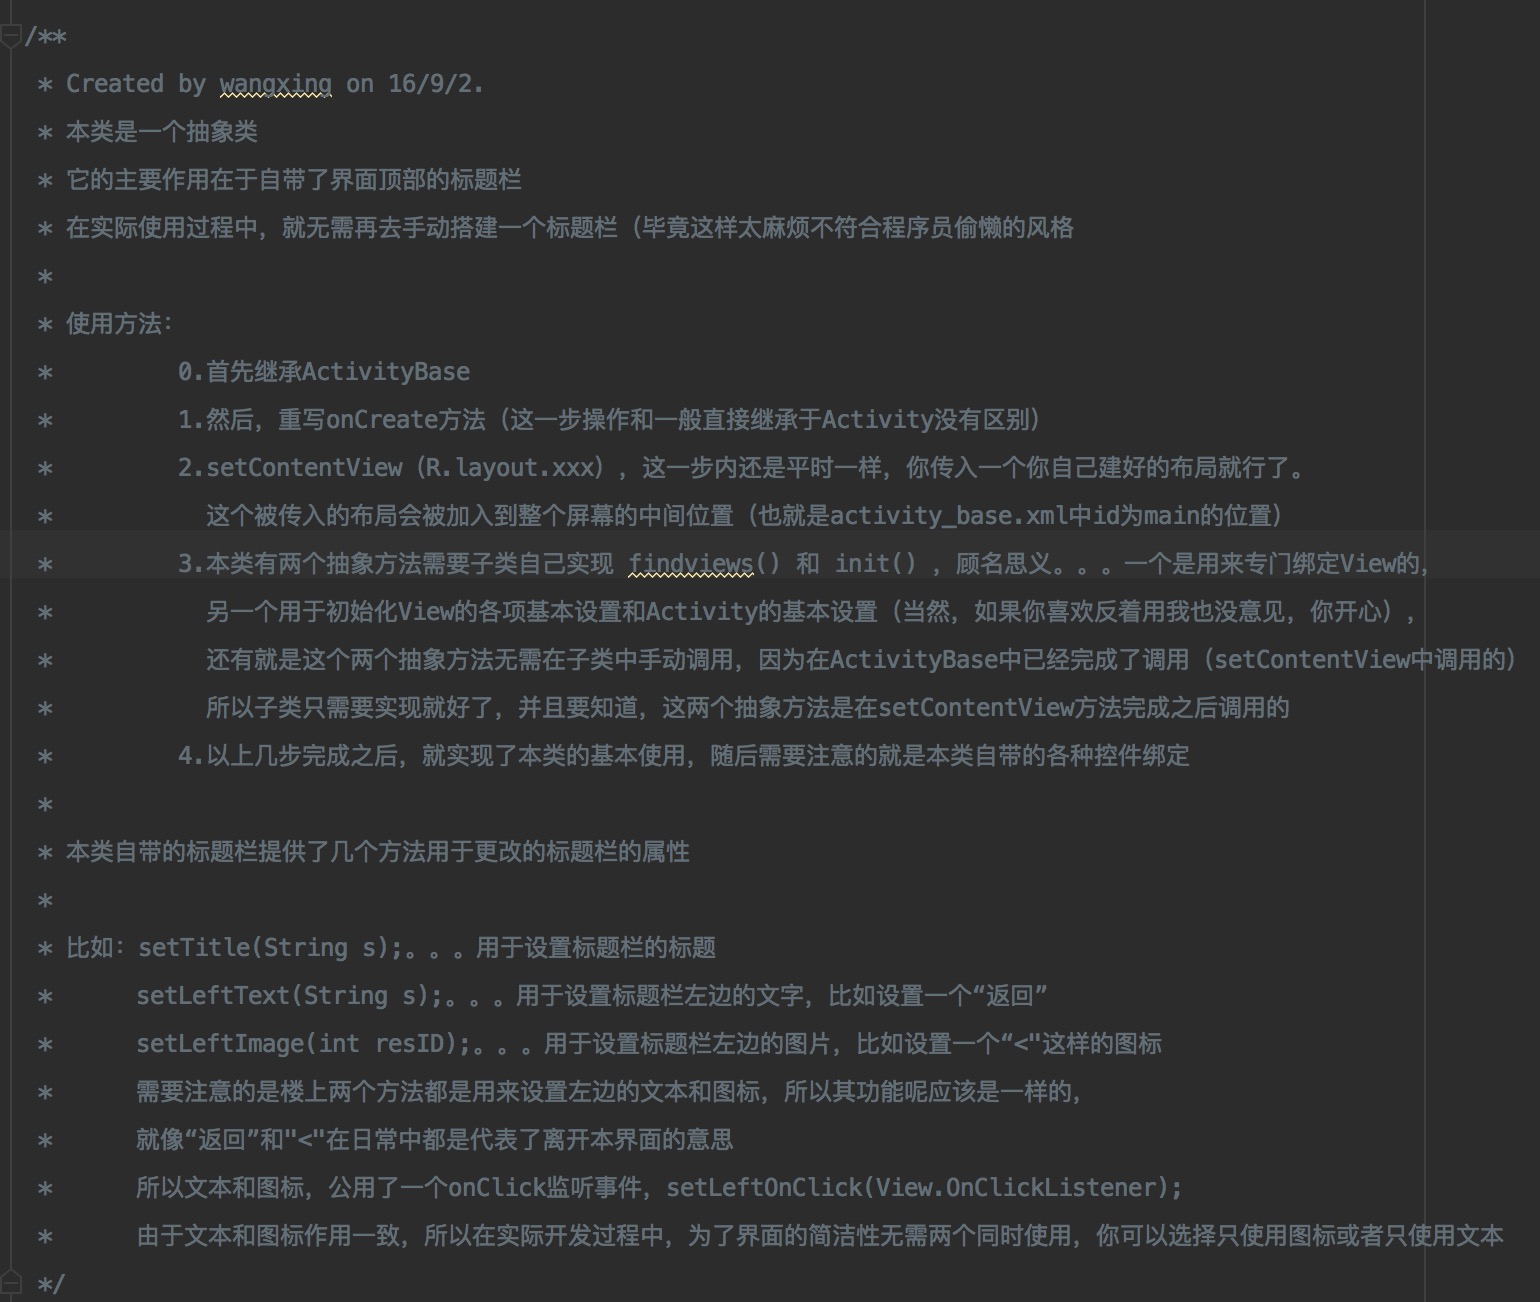 /**
* Created by wangxing on 16/9/2.
* 本类是一个抽象类
* 它的主要作用在于自带了界面顶部的标题栏
* 在实际使用过程中，就无需再去手动搭建一个标题栏（毕竟这样太麻烦不符合程序员偷懒的风格
*
* 使用方法：
* 0.首先继承ActivityBase
* 1.然后，重写onCreate方法（这一步操作和一般直接继承于Activity没有区别）
* 2.setContentView（R.layout.xxx），这一步内还是平时一样，你传入一个你自己建好的布局就行了。
* 这个被传入的布局会被加入到整个屏幕的中间位置（也就是activity_base.xml中id为main的位置）
* 3.本类有两个抽象方法需要子类自己实现 findviews() 和 init() ，顾名思义。。。一个是用来专门绑定View的，
* 另一个用于初始化View的各项基本设置和Activity的基本设置（当然，如果你喜欢反着用我也没意见，你开心），
* 还有就是这个两个抽象方法无需在子类中手动调用，因为在ActivityBase中已经完成了调用（setContentView中调用的）
* 所以子类只需要实现就好了，并且要知道，这两个抽象方法是在setContentView方法完成之后调用的
* 4.以上几步完成之后，就实现了本类的基本使用，随后需要注意的就是本类自带的各种控件绑定
*
* 本类自带的标题栏提供了几个方法用于更改的标题栏的属性
*
* 比如：setTitle(String s);。。。用于设置标题栏的标题
* setLeftText(String s);。。。用于设置标题栏左边的文字，比如设置一个“返回”
* setLeftImage(int resID);。。。用于设置标题栏左边的图片，比如设置一个“<"这样的图标
* 需要注意的是楼上两个方法都是用来设置左边的文本和图标，所以其功能呢应该是一样的，
* 就像“返回”和"<"在日常中都是代表了离开本界面的意思
* 所以文本和图标，公用了一个onClick监听事件，setLeftOnClick(View.OnClickListener);
* 由于文本和图标作用一致，所以在实际开发过程中，为了界面的简洁性无需两个同时使用，你可以选择只使用图标或者只使用文本
*/